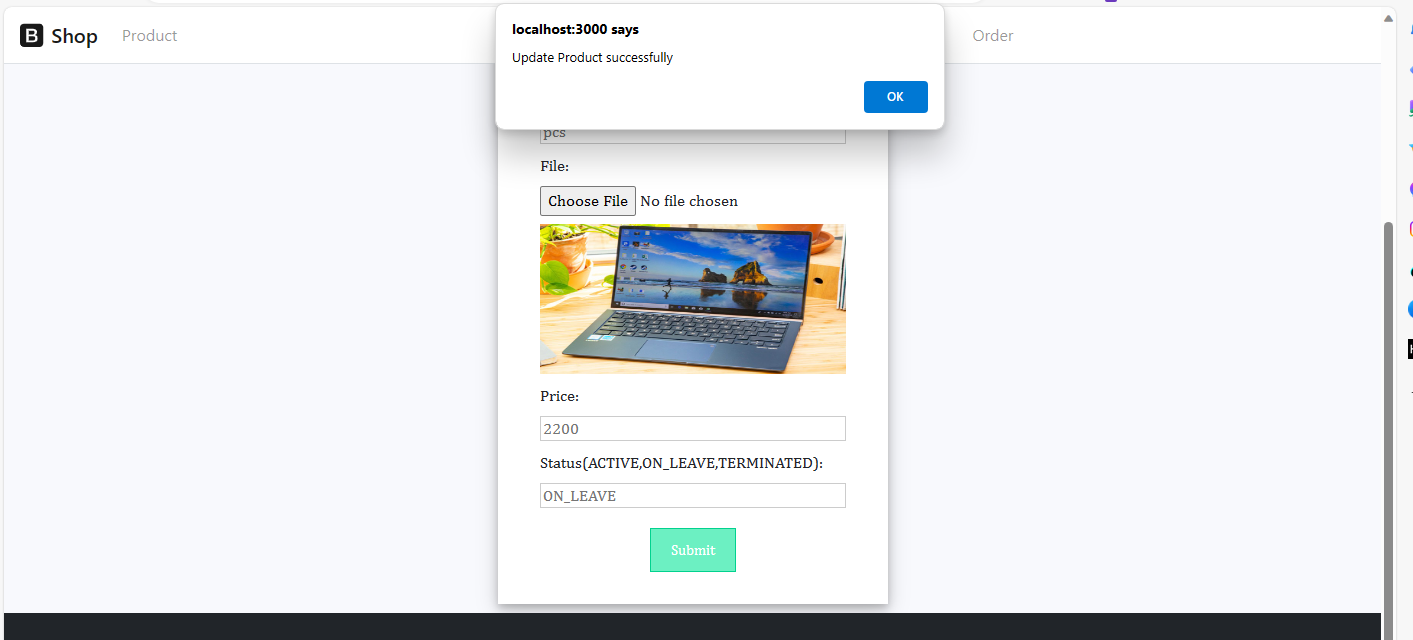 localhost:3000 says
Update Product successfully
OK
B Shop Product Order
pcs
File:
Choose File No file chosen
Price:
2200
Status(ACTIVE,ON_LEAVE,TERMINATED):
ON_LEAVE
Submit